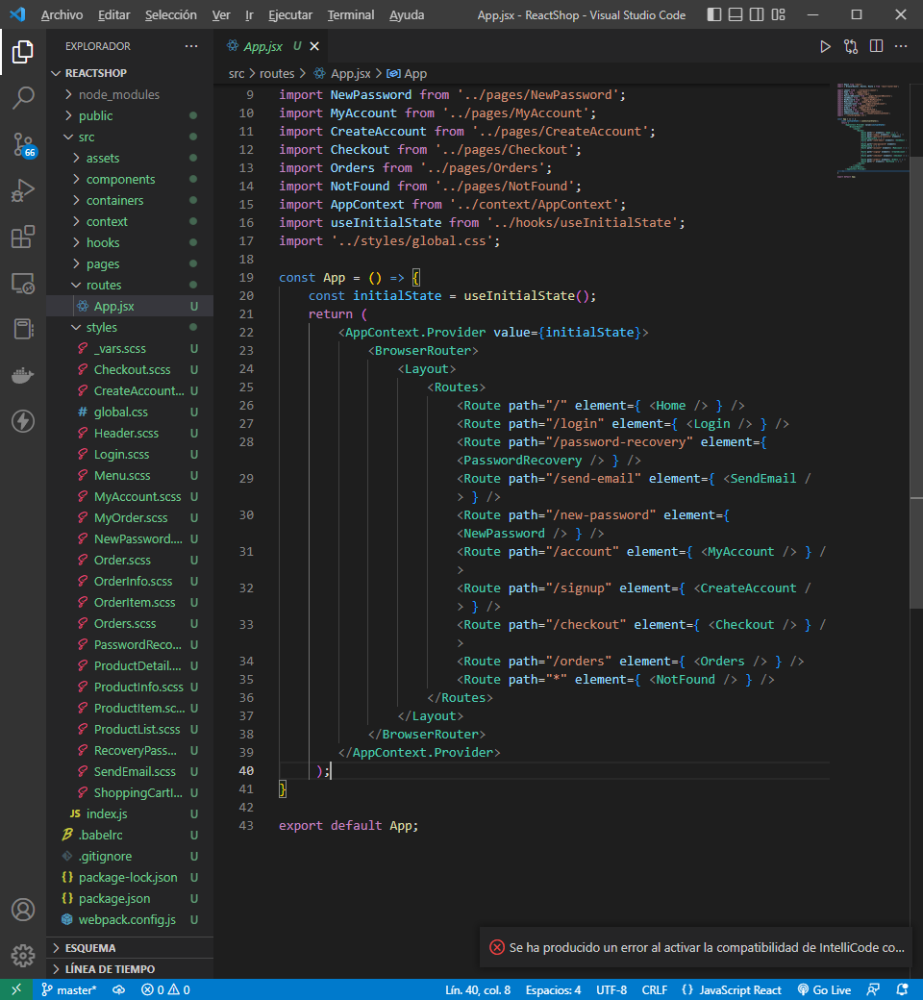 Archivo Editar Selección Ver Ir Ejecutar Terminal Ayuda App.jsx - ReactShop - Visual Studio Code
EXPLORADOR
REACTSHOP
node_modules
public
src
assets
components
containers
context
hooks
pages
routes
App.jsx U
styles
_vars.scss U
Checkout.scss U
CreateAccount... U
# global.css U
Header.scss U
Login.scss U
Menu.scss U
MyAccount.scss U
MyOrder.scss U
NewPassword.... U
Order.scss U
OrderInfo.scss U
OrderItem.scss U
Orders.scss U
PasswordReco... U
ProductDetail.... U
ProductInfo.scss U
ProductItem.sc... U
ProductList.scss U
RecoveryPass... U
SendEmail.scss U
ShoppingCartI... U
JS index.js U
.babelrc U
.gitignore U
{} package-lock.json U
{} package.json U
webpack.config.js U
ESQUEMA
LÍNEA DE TIEMPO
66
App.jsx U
src > routes > App.jsx > App
9 import NewPassword from '../pages/NewPassword';
10 import MyAccount from '../pages/MyAccount';
11 import CreateAccount from '../pages/CreateAccount';
12 import Checkout from '../pages/Checkout';
13 import Orders from '../pages/Orders';
14 import NotFound from '../pages/NotFound';
15 import AppContext from '../context/AppContext';
16 import useInitialState from '../hooks/useInitialState';
17 import '../styles/global.css';
18
19 const App = () => {
20 const initialState = useInitialState();
21 return (
22 <AppContext.Provider value={initialState}>
23 <BrowserRouter>
24 <Layout>
25 <Routes>
26 <Route path="/" element={ <Home /> } />
27 <Route path="/login" element={ <Login /> } />
28 <Route path="/password-recovery" element={
<PasswordRecovery /> } />
29 <Route path="/send-email" element={ <SendEmail /
> } />
30 <Route path="/new-password" element={
<NewPassword /> } />
31 <Route path="/account" element={ <MyAccount /> } /
>
32 <Route path="/signup" element={ <CreateAccount /
> } />
33 <Route path="/checkout" element={ <Checkout /> } /
>
34 <Route path="/orders" element={ <Orders /> } />
35 <Route path="*" element={ <NotFound /> } />
36 </Routes>
37 </Layout>
38 </BrowserRouter>
39 </AppContext.Provider>
40 );
41 }
42
43 export default App;
Se ha producido un error al activar la compatibilidad de IntelliCode co...
master* 0 0 Lín. 40, col. 8 Espacios: 4 UTF-8 CRLF {} JavaScript React Go Live